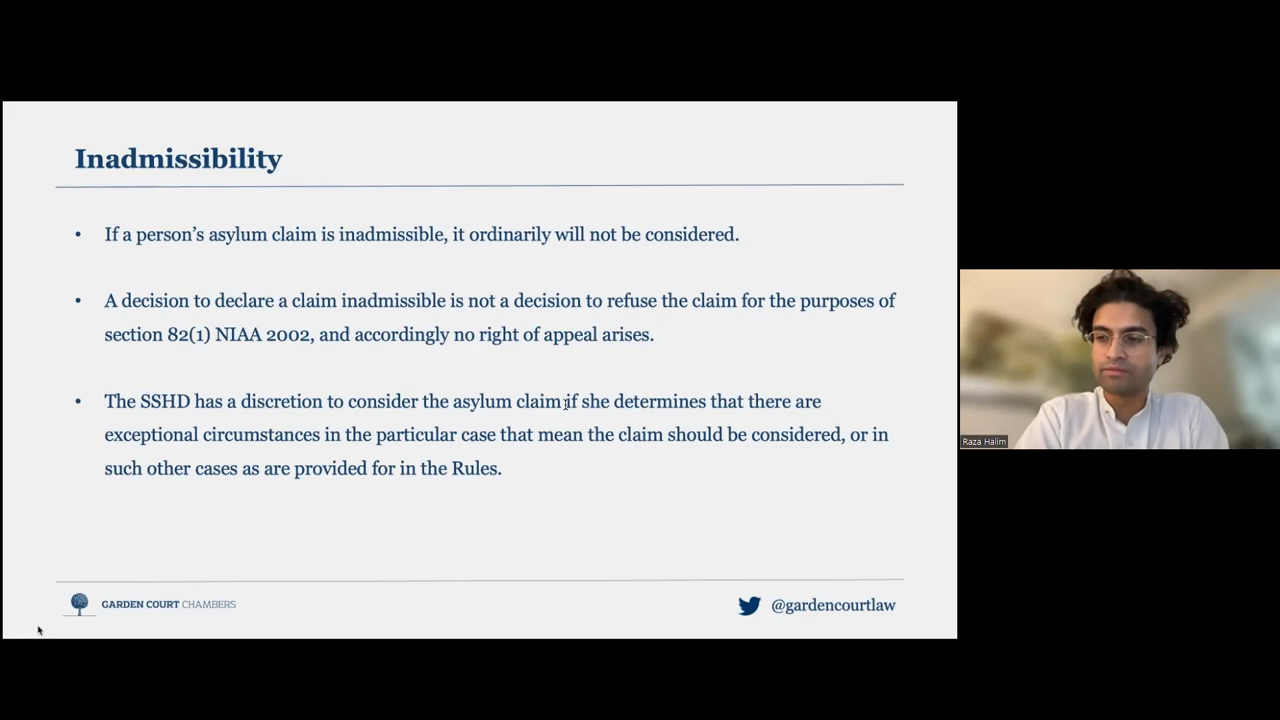 Inadmissibility
• If a person’s asylum claim is inadmissible, it ordinarily will not be considered.
• A decision to declare a claim inadmissible is not a decision to refuse the claim for the purposes of
section 82(1) NIAA 2002, and accordingly no right of appeal arises.
• The SSHD has a discretion to consider the asylum claim if she determines that there are
exceptional circumstances in the particular case that mean the claim should be considered, or in
such other cases as are provided for in the Rules.
GARDEN COURT CHAMBERS
@gardencourtlaw
Raza Halim